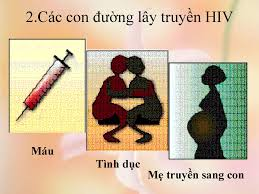 2.Các con đường lây truyền HIV
Máu
Tình dục
Mẹ truyền sang con